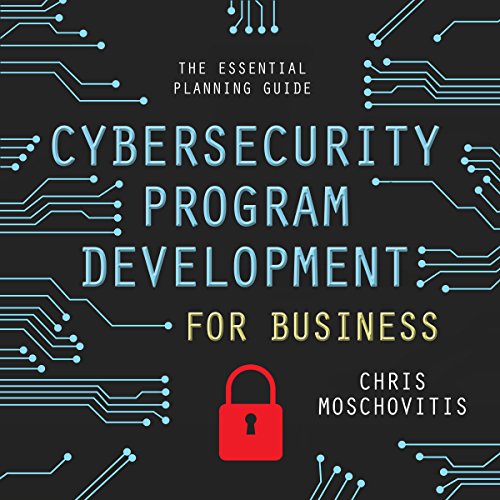 THE ESSENTIAL
PLANNING GUIDE
CYBERSECURITY
PROGRAM
DEVELOPMENT
FOR BUSINESS
CHRIS
MOSCHOVITIS